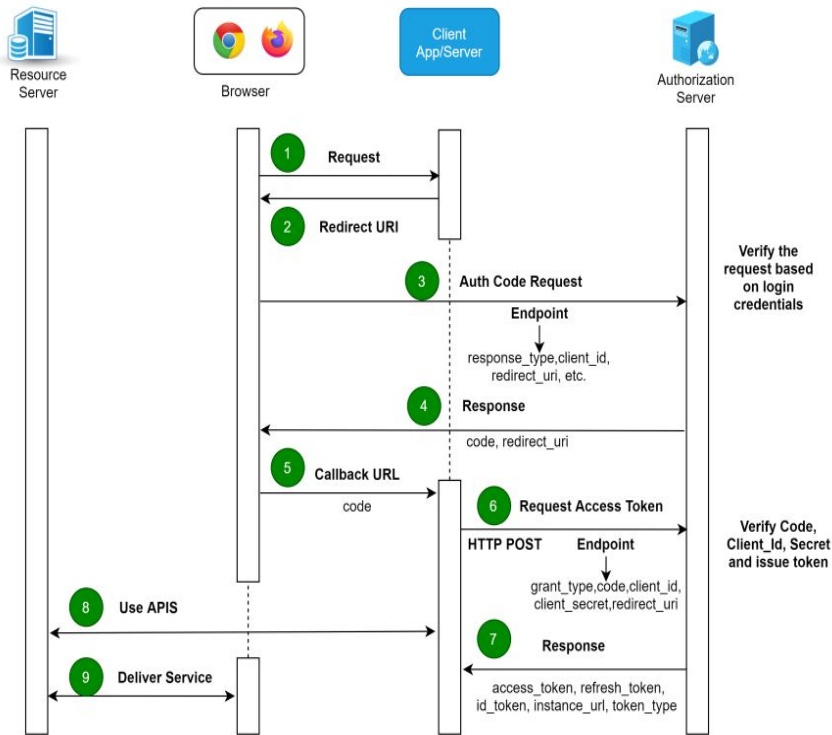 Resource
Server
Browser
Client
App/Server
Authorization
Server
1
Request
2
Redirect URI
Verify the
request based
on login
credentials
3
Auth Code Request
Endpoint
response_type,client_id,
redirect_uri, etc.
4
Response
code, redirect_uri
5
Callback URL
code
6
Request Access Token
HTTP POST
Endpoint
grant_type,code,client_id,
client_secret,redirect_uri
Verify Code,
Client_Id, Secret
and issue token
8
Use APIS
7
Response
access_token, refresh_token,
id_token, instance_url, token_type
9
Deliver Service